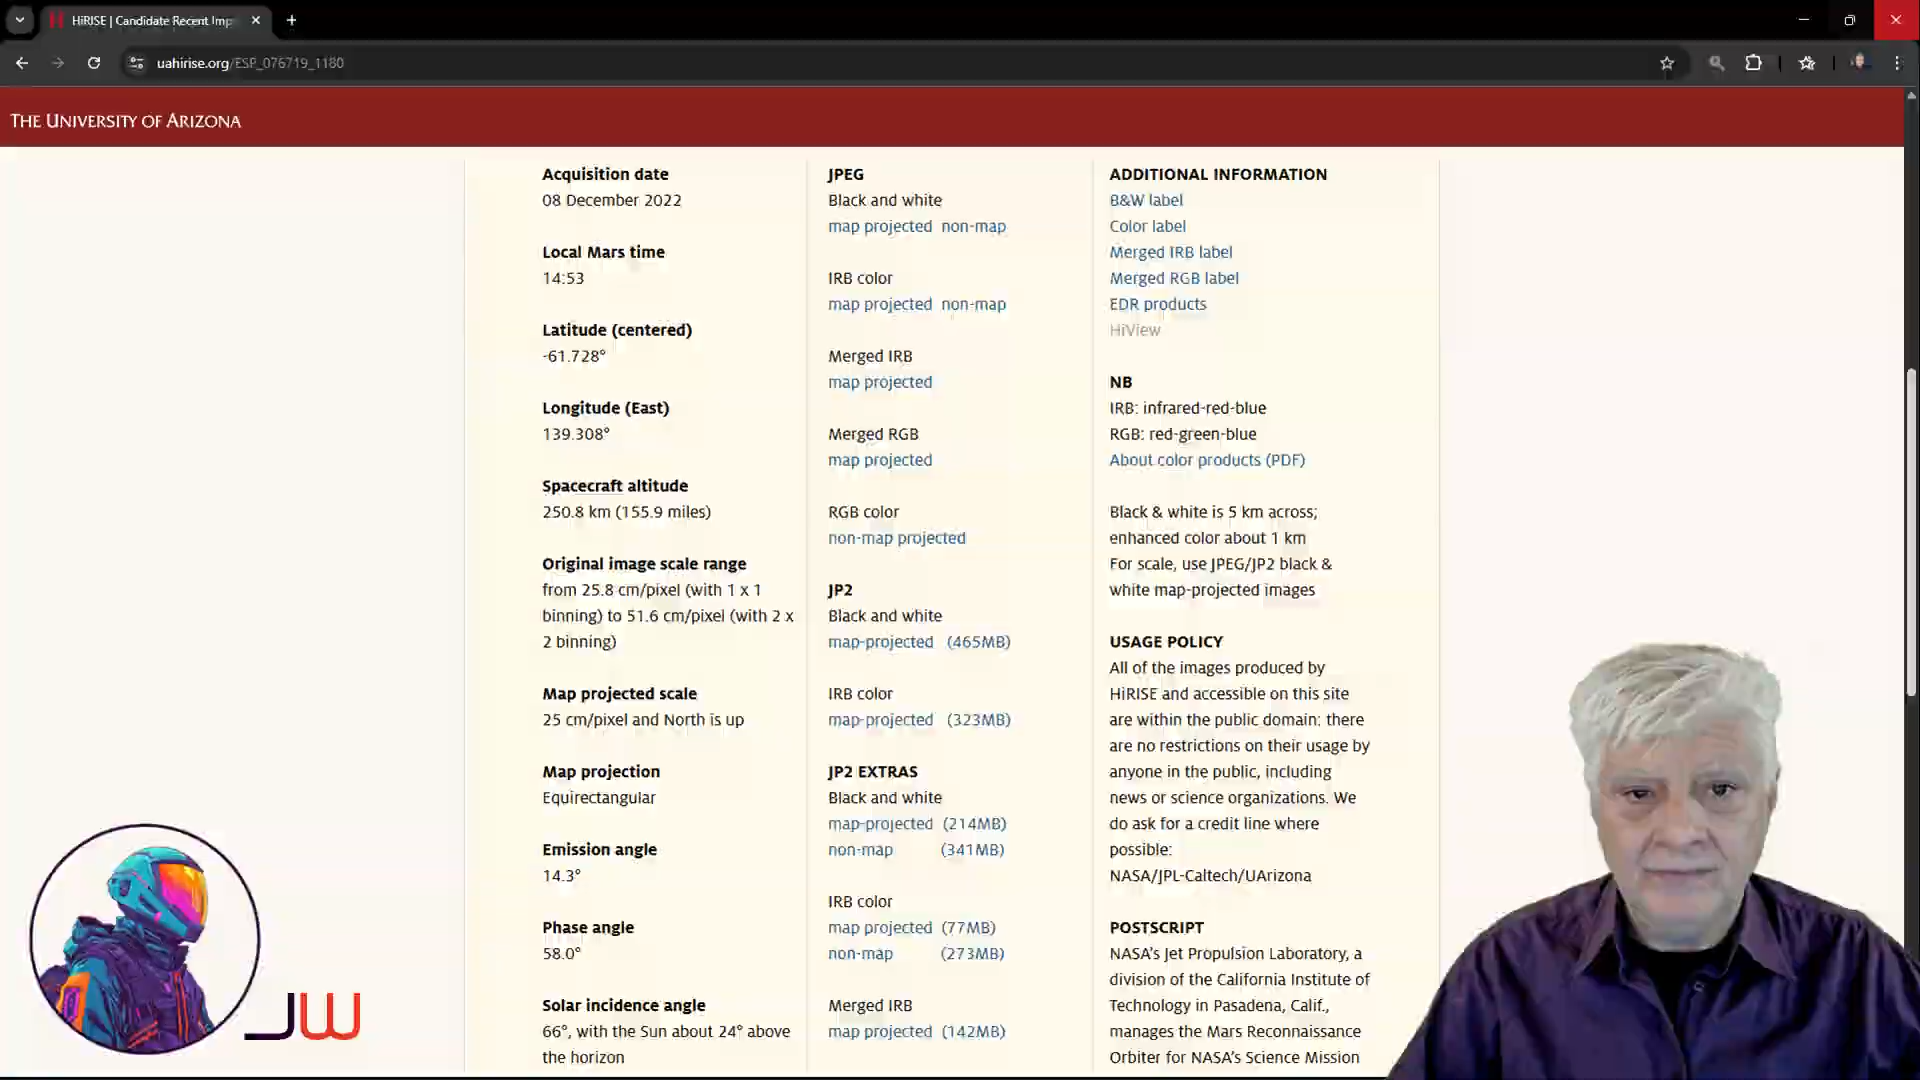 HiRISE | Candidate Recent Imp
uahirise.org/ESP_076719_1180
THE UNIVERSITY OF ARIZONA
Acquisition date
08 December 2022
Local Mars time
14:53
Latitude (centered)
-61.728°
Longitude (East)
139.308°
Spacecraft altitude
250.8 km (155.9 miles)
Original image scale range
from 25.8 cm/pixel (with 1 x 1
binning) to 51.6 cm/pixel (with 2 x
2 binning)
Map projected scale
25 cm/pixel and North is up
Map projection
Equirectangular
Emission angle
14.3°
Phase angle
58.0°
Solar incidence angle
66°, with the Sun about 24° above
the horizon
JPEG
Black and white
map projected non-map
IRB color
map projected non-map
Merged IRB
map projected
Merged RGB
map projected
RGB color
non-map projected
JP2
Black and white
map-projected (465MB)
IRB color
map-projected (323MB)
JP2 EXTRAS
Black and white
map-projected (214MB)
non-map (341MB)
IRB color
map projected (77MB)
non-map (273MB)
Merged IRB
map projected (142MB)
ADDITIONAL INFORMATION
B&W label
Color label
Merged IRB label
Merged RGB label
EDR products
HiView
NB
IRB: infrared-red-blue
RGB: red-green-blue
About color products (PDF)
Black & white is 5 km across;
enhanced color about 1 km
For scale, use JPEG/JP2 black &
white map-projected images
USAGE POLICY
All of the images produced by
HiRISE and accessible on this site
are within the public domain: there
are no restrictions on their usage by
anyone in the public, including
news or science organizations. We
do ask for a credit line where
possible:
NASA/JPL-Caltech/UArizona
POSTSCRIPT
NASA's Jet Propulsion Laboratory, a
division of the California Institute of
Technology in Pasadena, Calif.,
manages the Mars Reconnaissance
Orbiter for NASA's Science Mission
JW